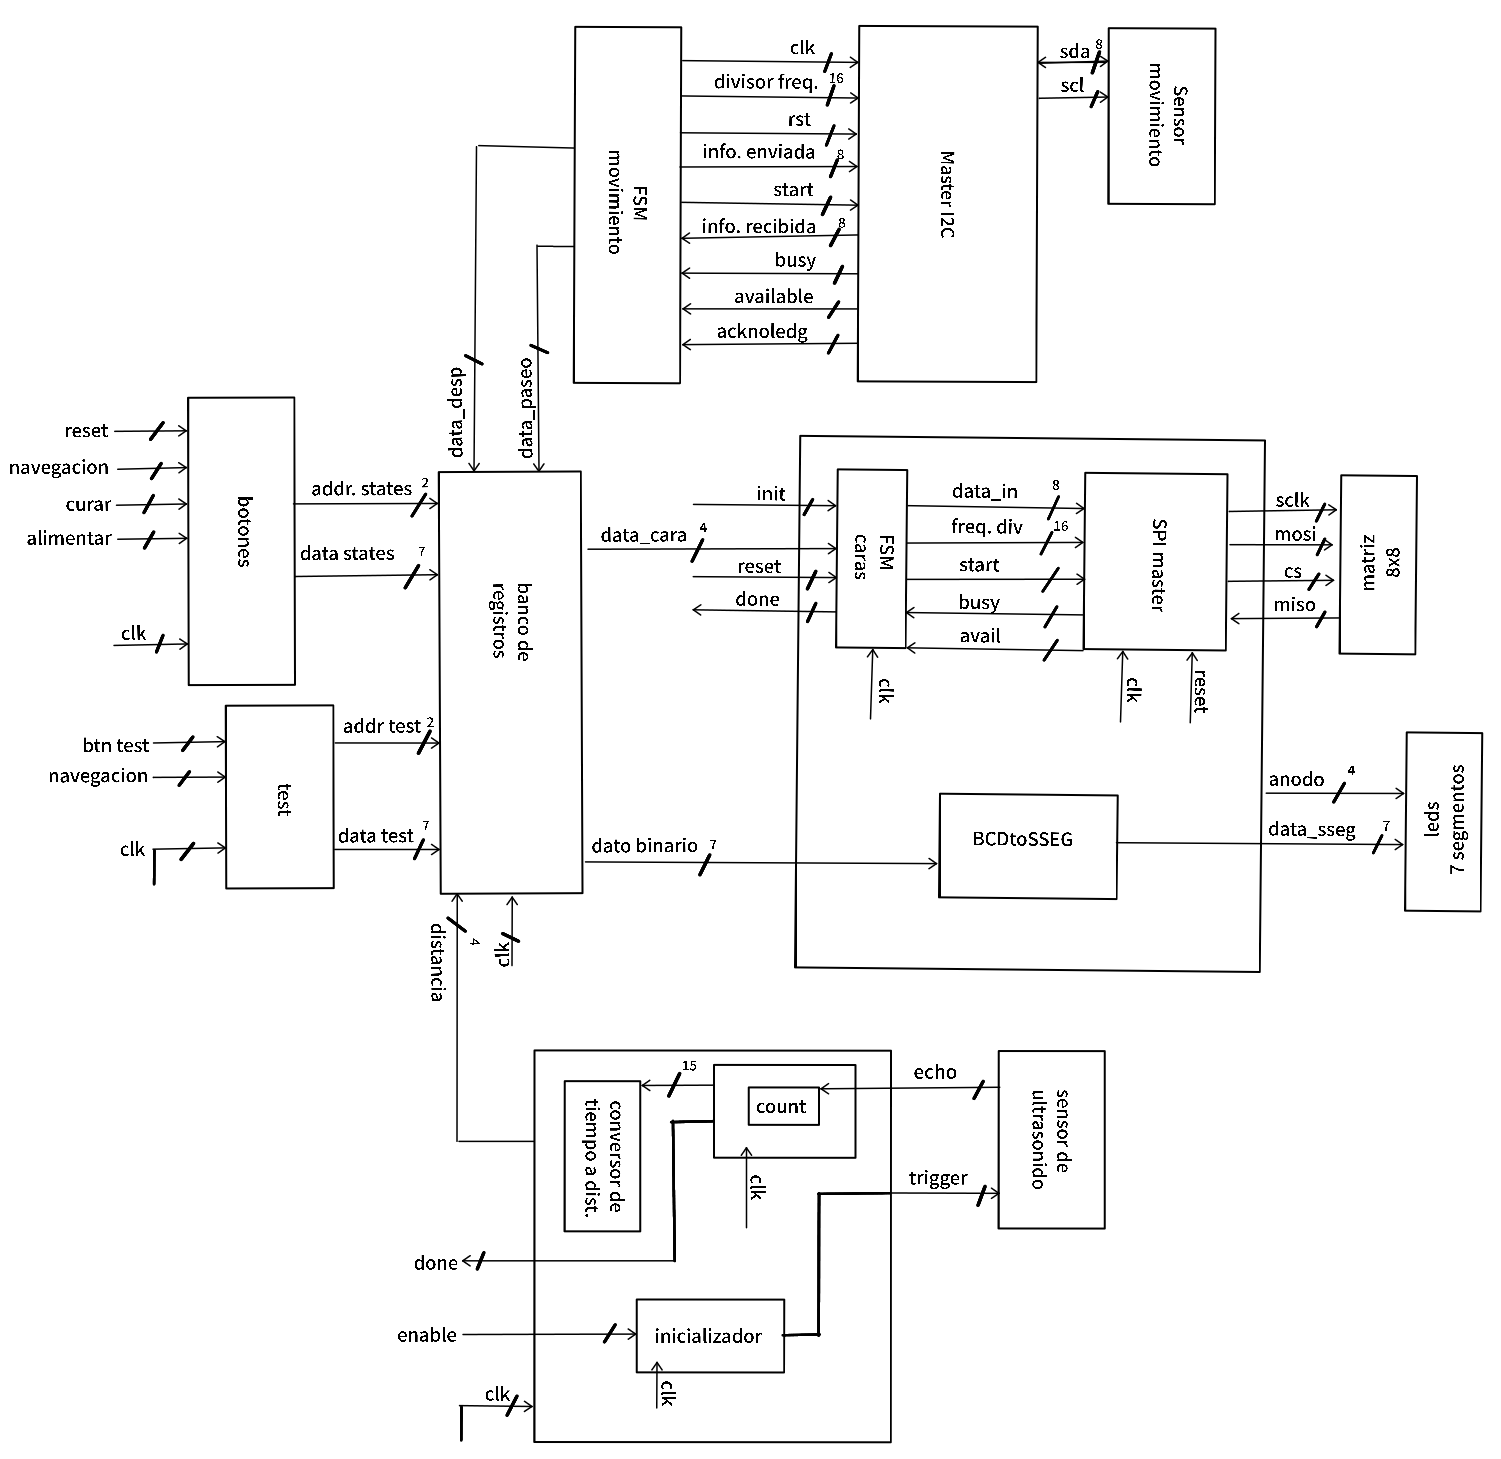 clk
divisor freq.
16
rst
info. enviada
8
start
info. recibida
8
busy
available
acknoledg
FSM
movimiento
Master I2C
sda
8
scl
Sensor
movimiento
data_desp
data_paseo
reset
navegacion
curar
alimentar
clk
botones
addr. states
2
data states
7
btn test
navegacion
clk
test
addr test
2
data test
7
banco de
registros
distancia
4
clk
init
data_cara
4
reset
done
FSM
caras
clk
data_in
8
freq. div
16
start
busy
avail
SPI master
clk
reset
sclk
mosi
cs
miso
matriz
8x8
dato binario
7
BCDtoSSEG
anodo
4
data_sseg
7
leds
7 segmentos
conversor de
tiempo a dist.
15
count
clk
echo
trigger
sensor de
ultrasonido
done
enable
inicializador
clk
clk